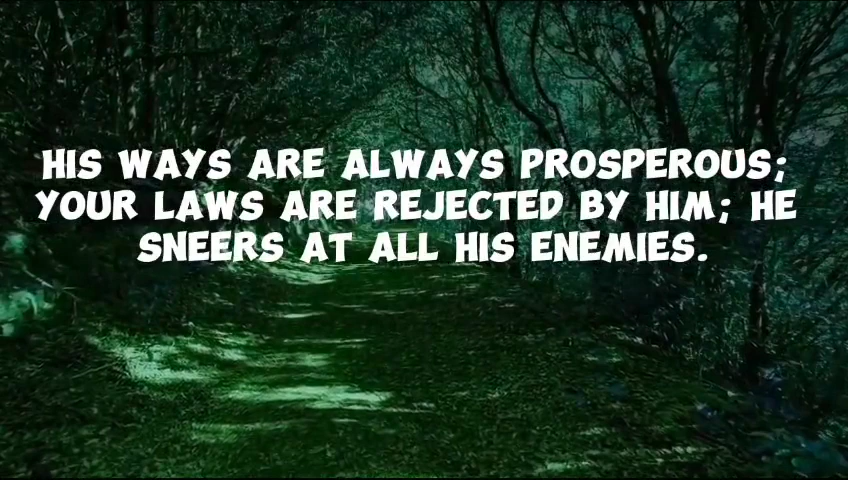 HIS WAYS ARE ALWAYS PROSPEROUS;
YOUR LAWS ARE REJECTED BY HIM; HE
SNEERS AT ALL HIS ENEMIES.